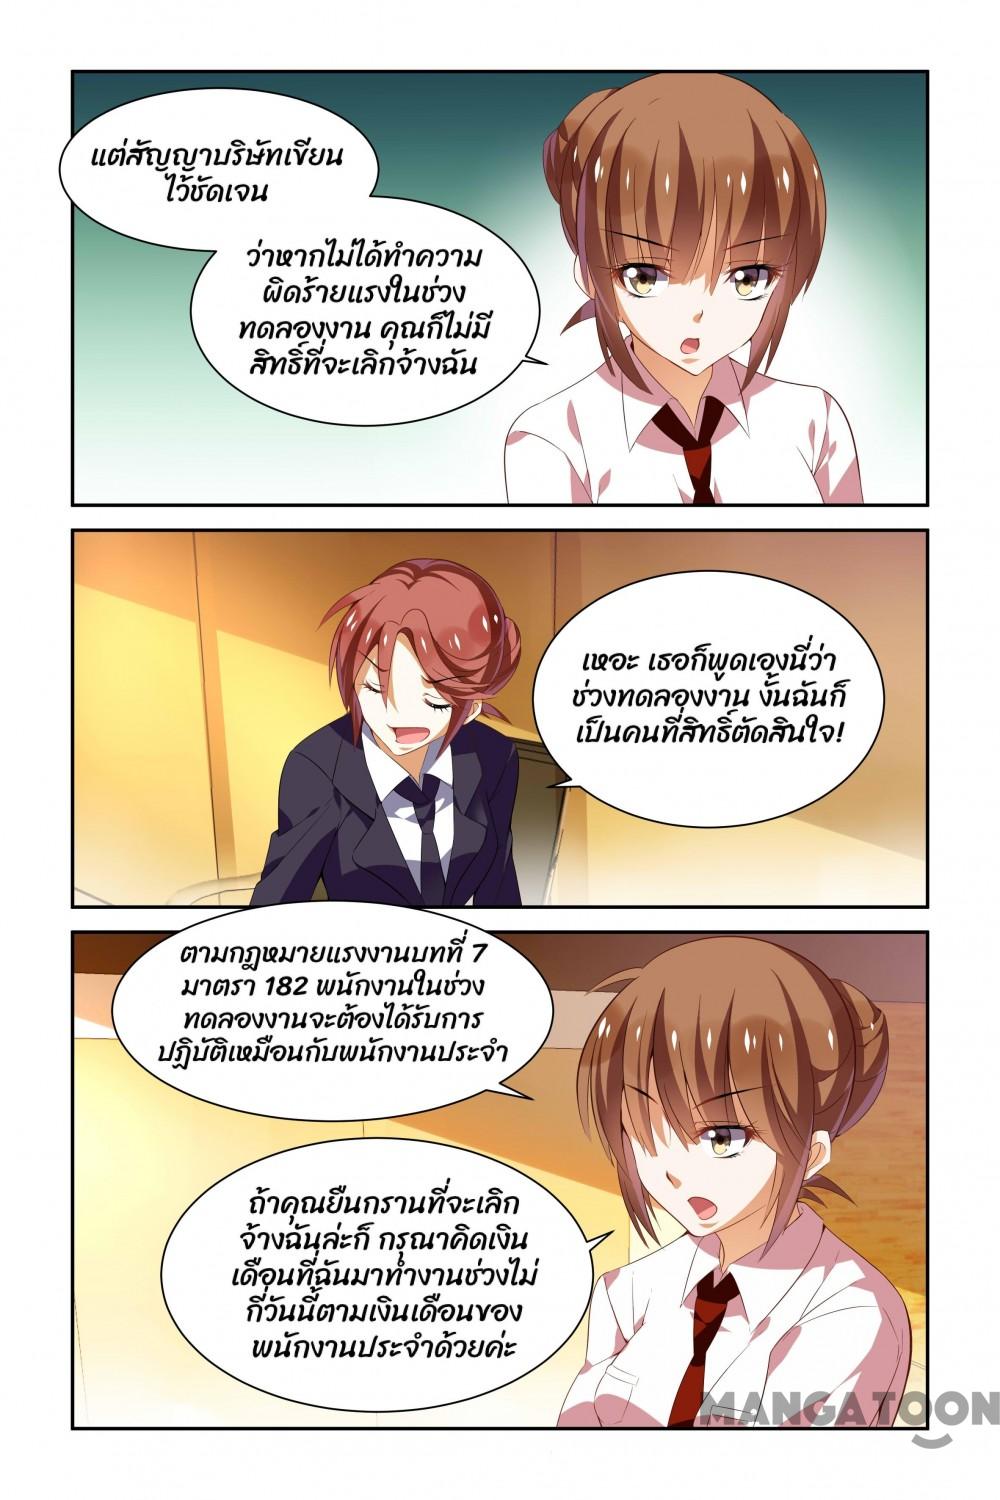 แต่สัญญาบริษัทเขียน
ไว้ชัดเจน
ว่าหากไม่ได้ทำความ
ผิดร้ายแรงในช่วง
ทดลองงาน คุณก็ไม่มี
สิทธิ์ที่จะเลิกจ้างฉัน
เหอะ เธอก็พูดเองนี่ว่า
ช่วงทดลองงาน งั้นฉันก็
เป็นคนที่สิทธิ์ตัดสินใจ!
ตามกฎหมายแรงงานบทที่ 7
มาตรา 182 พนักงานในช่วง
ทดลองงานจะต้องได้รับการ
ปฏิบัติเหมือนกับพนักงานประจำ
ถ้าคุณยืนกรานที่จะเลิก
จ้างฉันล่ะก็ กรุณาคิดเงิน
เดือนที่ฉันมาทำงานช่วงไม่
กี่วันนี้ตามเงินเดือนของ
พนักงานประจำด้วยค่ะ
MANGATOON